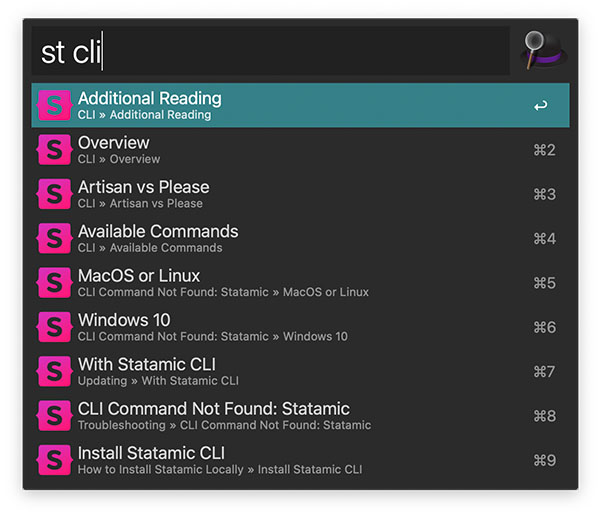 st cli
S Additional Reading ↩
CLI » Additional Reading
S Overview ⌘2
CLI » Overview
S Artisan vs Please ⌘3
CLI » Artisan vs Please
S Available Commands ⌘4
CLI » Available Commands
S MacOS or Linux ⌘5
CLI Command Not Found: Statamic » MacOS or Linux
S Windows 10 ⌘6
CLI Command Not Found: Statamic » Windows 10
S With Statamic CLI ⌘7
Updating » With Statamic CLI
S CLI Command Not Found: Statamic ⌘8
Troubleshooting » CLI Command Not Found: Statamic
S Install Statamic CLI ⌘9
How to Install Statamic Locally » Install Statamic CLI